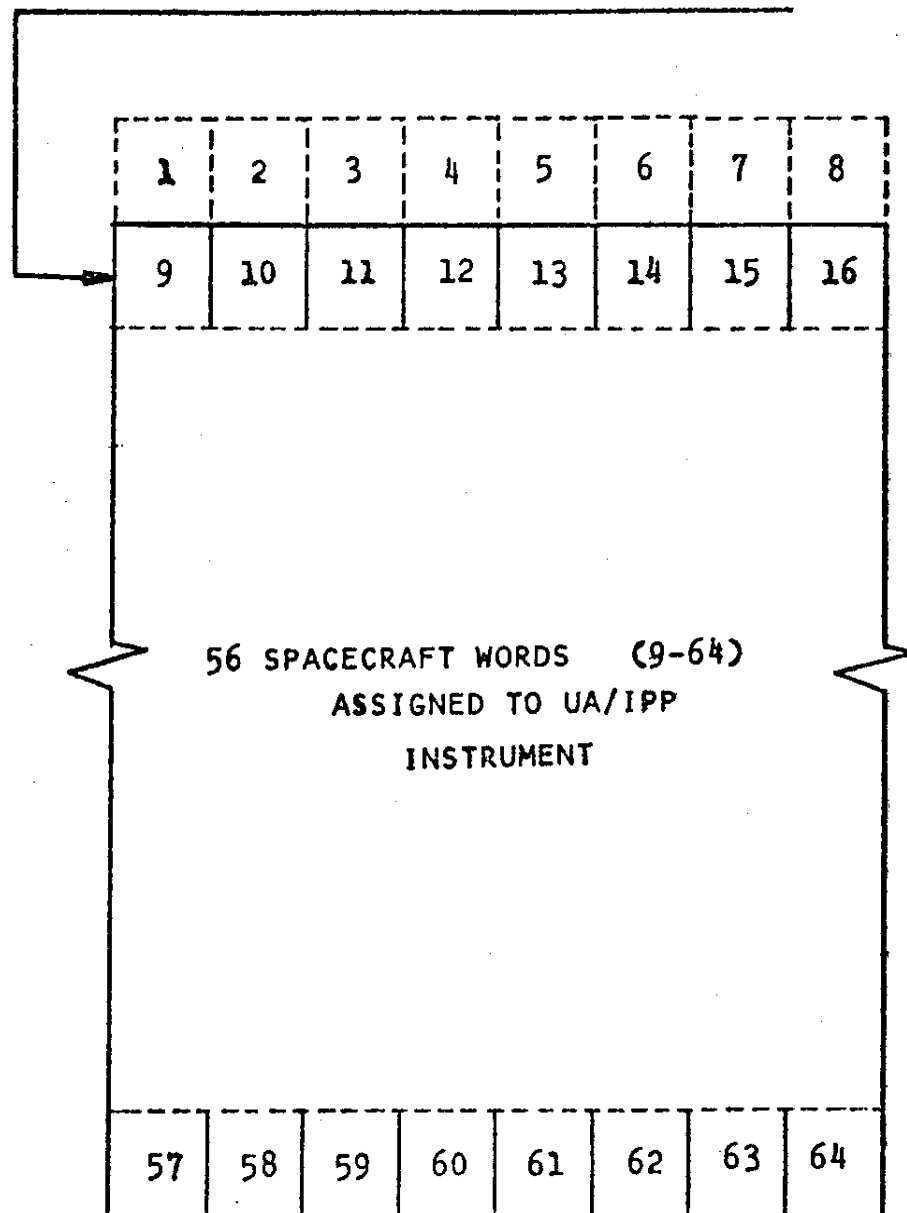 1 2 3 4 5 6 7 8
9 10 11 12 13 14 15 16
56 SPACECRAFT WORDS (9-64)
ASSIGNED TO UA/IPP
INSTRUMENT
57 58 59 60 61 62 63 64